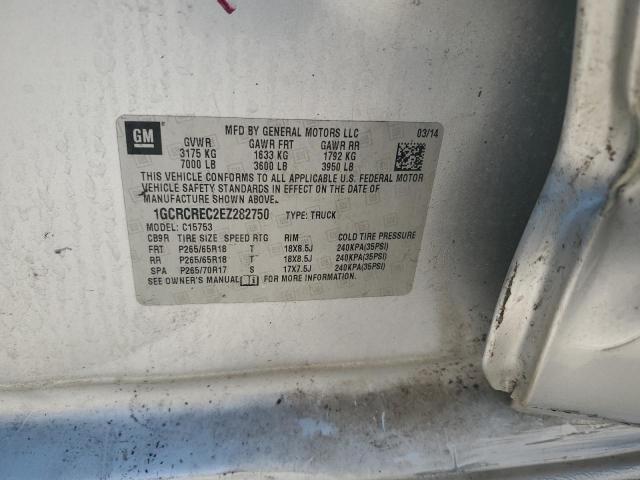 GM
MFD BY GENERAL MOTORS LLC 03/14
GVWR GAWR FRT GAWR RR
3175 KG 1633 KG 1792 KG
7000 LB 3600 LB 3950 LB
THIS VEHICLE CONFORMS TO ALL APPLICABLE U.S. FEDERAL MOTOR
VEHICLE SAFETY STANDARDS IN EFFECT ON THE DATE OF
MANUFACTURE SHOWN ABOVE.
1GCRCREC2EZ282750 TYPE: TRUCK
MODEL: C15753
CB9R TIRE SIZE SPEED RTG RIM COLD TIRE PRESSURE
FRT P265/65R18 T 18X8.5J 240KPA(35PSI)
RR P265/65R18 T 18X8.5J 240KPA(35PSI)
SPA P265/70R17 S 17X7.5J 240KPA(35PSI)
SEE OWNER'S MANUAL FOR MORE INFORMATION.